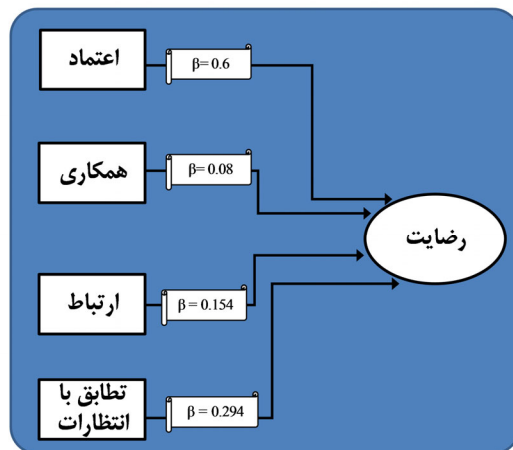 اعتماد
β= 0.6
همکاری
β= 0.08
رضایت
ارتباط
β = 0.154
تطابق با
انتظارات
β = 0.294